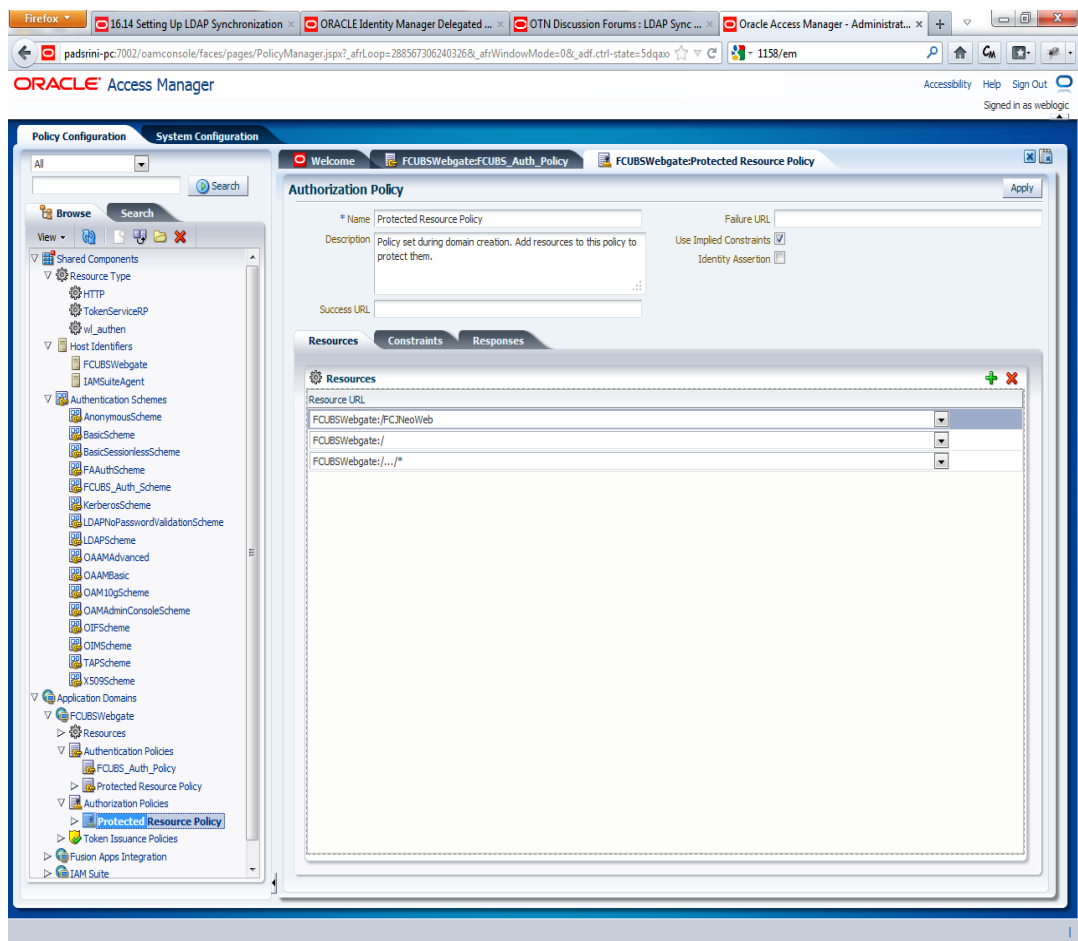 Firefox
16.14 Setting Up LDAP Synchronization
ORACLE Identity Manager Delegated ...
OTN Discussion Forums : LDAP Sync ...
Oracle Access Manager - Administrat...
padsrini-pc:7002/oamconsole/faces/pages/PolicyManager.jspx?_afrLoop=288567306240326&_afrWindowMode=0&_adf.ctrl-state=5dqaxo
1158/em
ORACLE Access Manager
Accessibility Help Sign Out
Signed in as weblogic
Policy Configuration System Configuration
All
Search
Browse Search
View
Shared Components
Resource Type
HTTP
TokenServiceRP
wl_authen
Host Identifiers
FCUBSWebgate
IAMSuiteAgent
Authentication Schemes
AnonymousScheme
BasicScheme
BasicSessionlessScheme
FAAuthScheme
FCUBS_Auth_Scheme
KerberosScheme
LDAPNoPasswordValidationScheme
LDAPScheme
OAAMAdvanced
OAAMBasic
OAM10gScheme
OAMAdminConsoleScheme
OIFScheme
OIMScheme
TAPScheme
X509Scheme
Application Domains
FCUBSWebgate
Resources
Authentication Policies
FCUBS_Auth_Policy
Protected Resource Policy
Authorization Policies
Protected Resource Policy
Token Issuance Policies
Fusion Apps Integration
IAM Suite
Welcome FCUBSWebgate:FCUBS_Auth_Policy FCUBSWebgate:Protected Resource Policy
Authorization Policy Apply
* Name Protected Resource Policy
Description Policy set during domain creation. Add resources to this policy to
protect them.
Success URL
Failure URL
Use Implied Constraints
Identity Assertion
Resources Constraints Responses
Resources
Resource URL
FCUBSWebgate:/FCJNeoWeb
FCUBSWebgate:/
FCUBSWebgate:/.../*